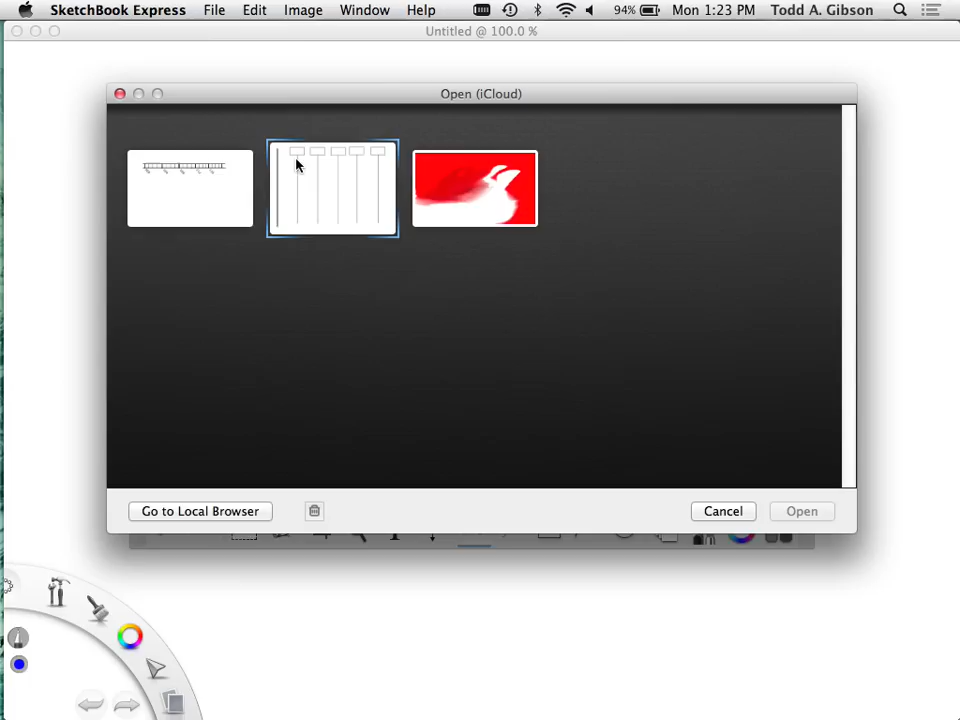 SketchBook Express File Edit Image Window Help 94% Mon 1:23 PM Todd A. Gibson
Untitled @ 100.0 %
Open (iCloud)
Go to Local Browser Cancel Open